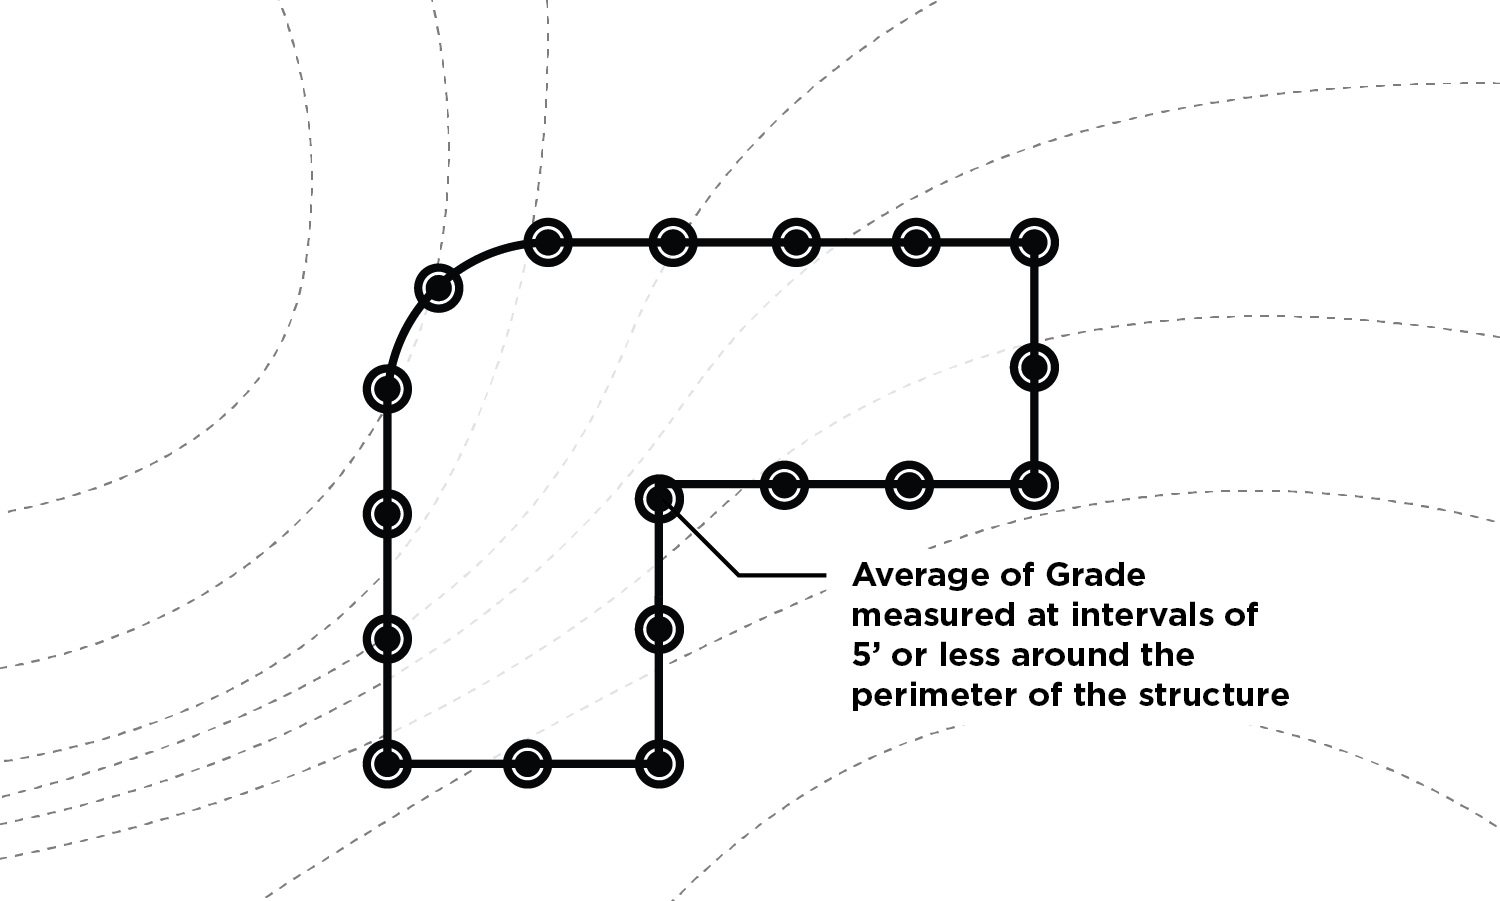 Average of Grade
measured at intervals of
5’ or less around the
perimeter of the structure